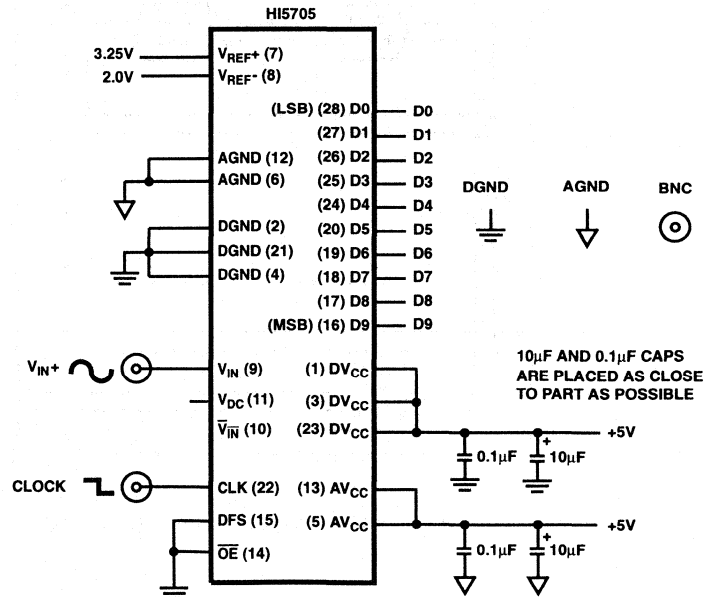 HI5705
3.25V
VREF+ (7)
2.0V
VREF- (8)
(LSB) (28) D0
D0
(27) D1
D1
AGND (12)
(26) D2
D2
AGND (6)
(25) D3
D3
(24) D4
D4
DGND (2)
(20) D5
D5
DGND (21)
(19) D6
D6
DGND (4)
(18) D7
D7
(17) D8
D8
(MSB) (16) D9
D9
DGND
AGND
BNC
VIN+
VIN (9)
(1) DVCC
VDC (11)
(3) DVCC
V̅I̅N̅ (10)
(23) DVCC
+5V
0.1µF
+
10µF
10µF AND 0.1µF CAPS
ARE PLACED AS CLOSE
TO PART AS POSSIBLE
CLOCK
CLK (22)
(13) AVCC
DFS (15)
(5) AVCC
+5V
O̅E̅ (14)
0.1µF
+
10µF